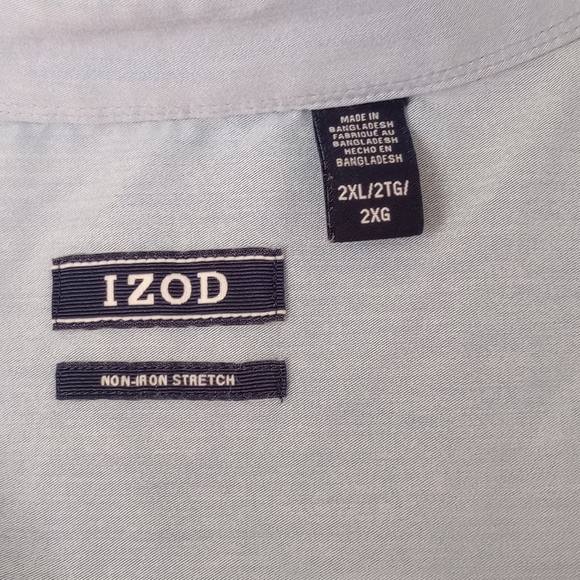 MADE IN
BANGLADESH
FABRIQUÉ AU
BANGLADESH
HECHO EN
BANGLADESH
2XL/2TG/
2XG
IZOD
NON-IRON STRETCH